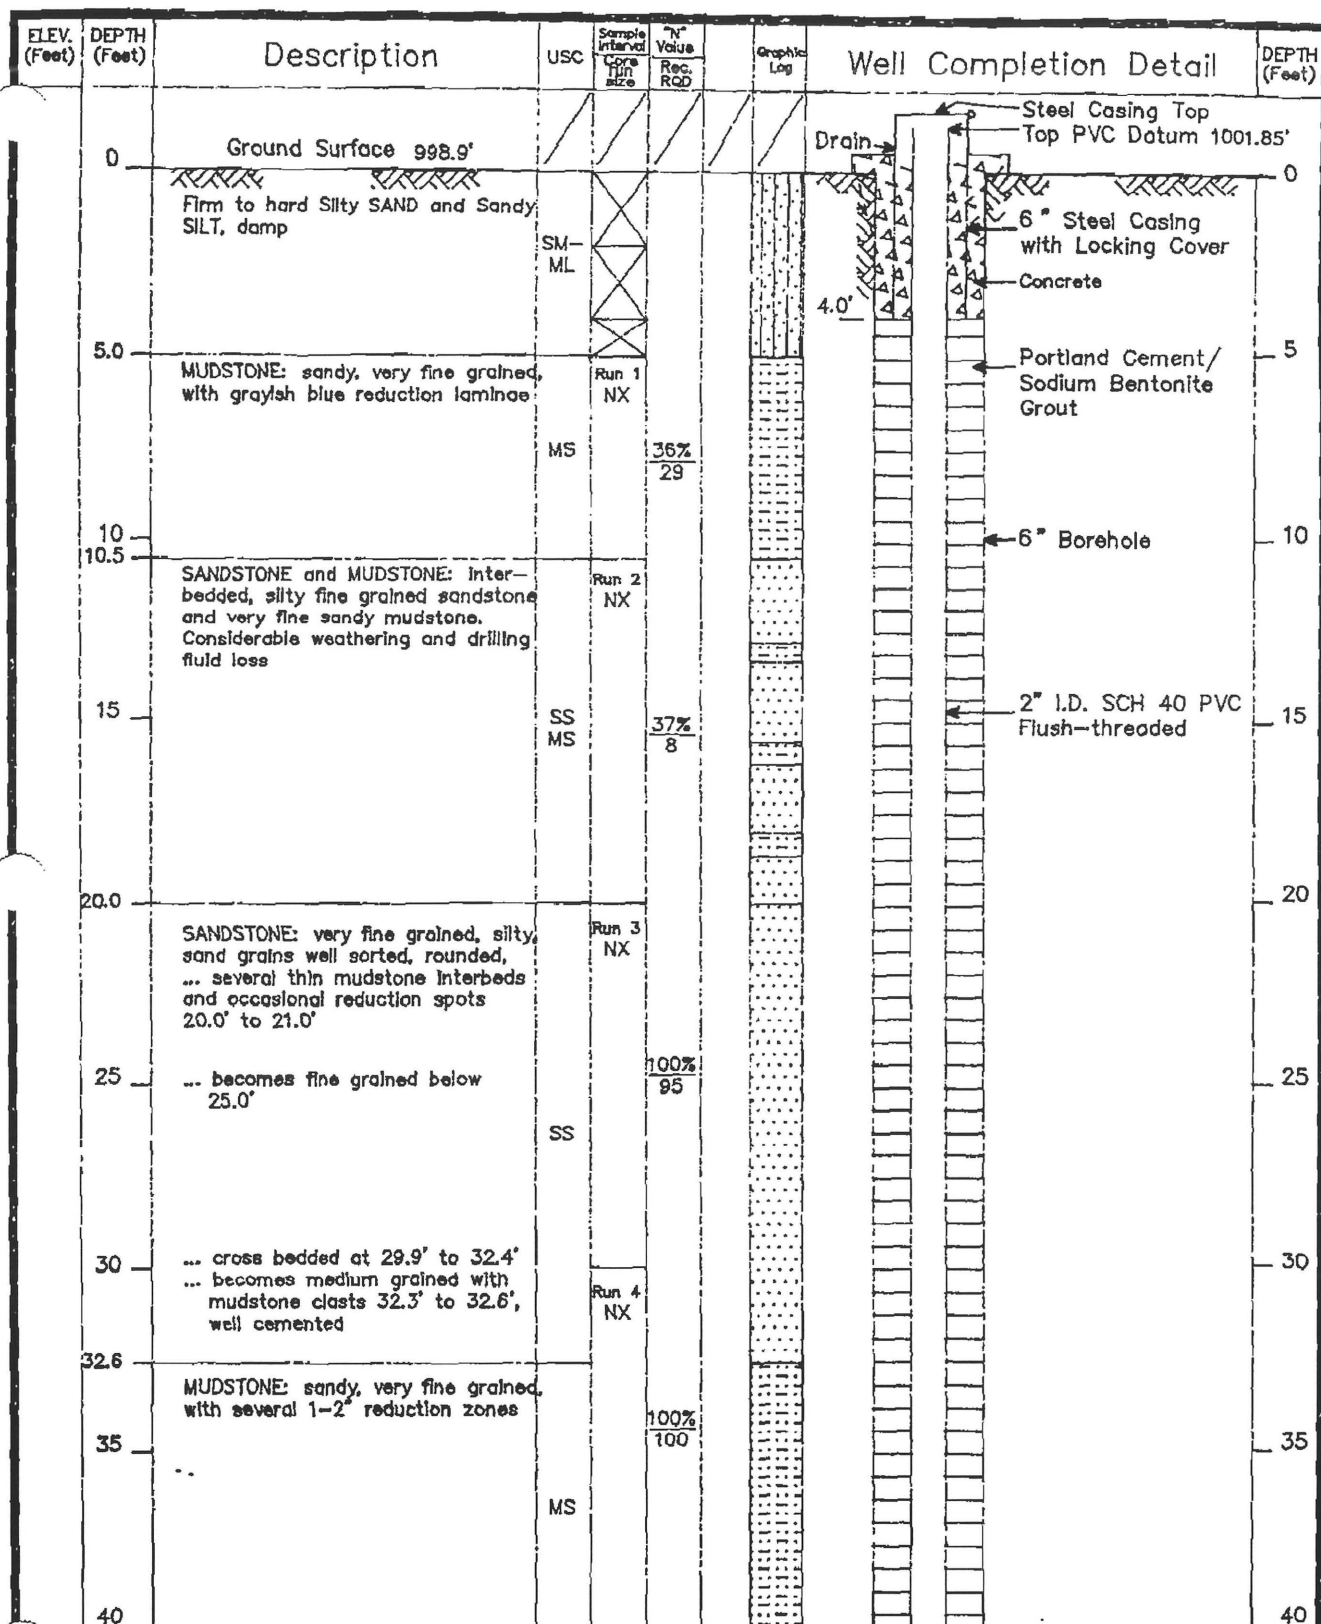 ELEV. (Feet)
DEPTH (Feet)
Description
USC
Sample Interval
Core run size
"N" Value
Rec. RQD
Graphic Log
Well Completion Detail
DEPTH (Feet)
Steel Casing Top
Top PVC Datum 1001.85'
Drain
0
Ground Surface 998.9'
0
Firm to hard Silty SAND and Sandy
SILT, damp
SM-
ML
6" Steel Casing
with Locking Cover
Concrete
4.0'
5.0
MUDSTONE: sandy, very fine grained,
with grayish blue reduction laminae
Run 1
NX
MS
36%
29
Portland Cement/
Sodium Bentonite
Grout
5
10
10.5
6" Borehole
10
SANDSTONE and MUDSTONE: Inter-
bedded, silty fine grained sandstone
and very fine sandy mudstone.
Considerable weathering and drilling
fluid loss
Run 2
NX
15
SS
MS
37%
8
2" I.D. SCH 40 PVC
Flush-threaded
15
20.0
20
SANDSTONE: very fine grained, silty,
sand grains well sorted, rounded,
... several thin mudstone interbeds
and occasional reduction spots
20.0' to 21.0'
Run 3
NX
25
... becomes fine grained below
25.0'
100%
95
25
SS
30
... cross bedded at 29.9' to 32.4'
... becomes medium grained with
mudstone clasts 32.3' to 32.6',
well cemented
Run 4
NX
30
32.6
MUDSTONE: sandy, very fine grained,
with several 1-2" reduction zones
35
100%
100
35
MS
40
40